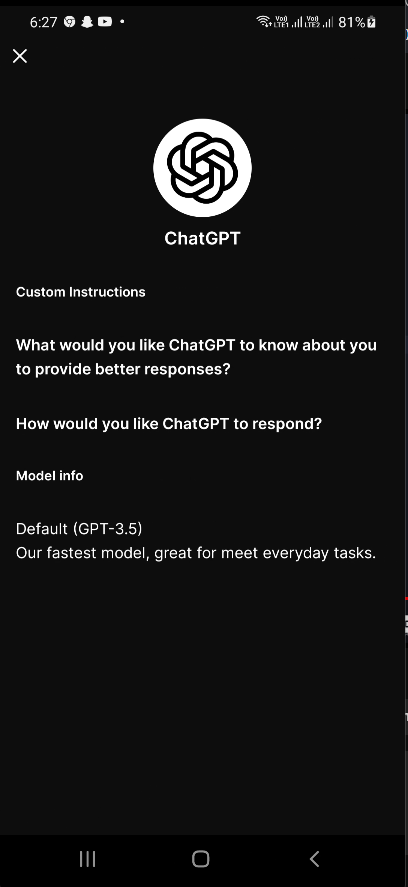 6:27
Vo)) LTE1 Vo)) LTE2 81%
ChatGPT
Custom Instructions
What would you like ChatGPT to know about you
to provide better responses?
How would you like ChatGPT to respond?
Model info
Default (GPT-3.5)
Our fastest model, great for meet everyday tasks.